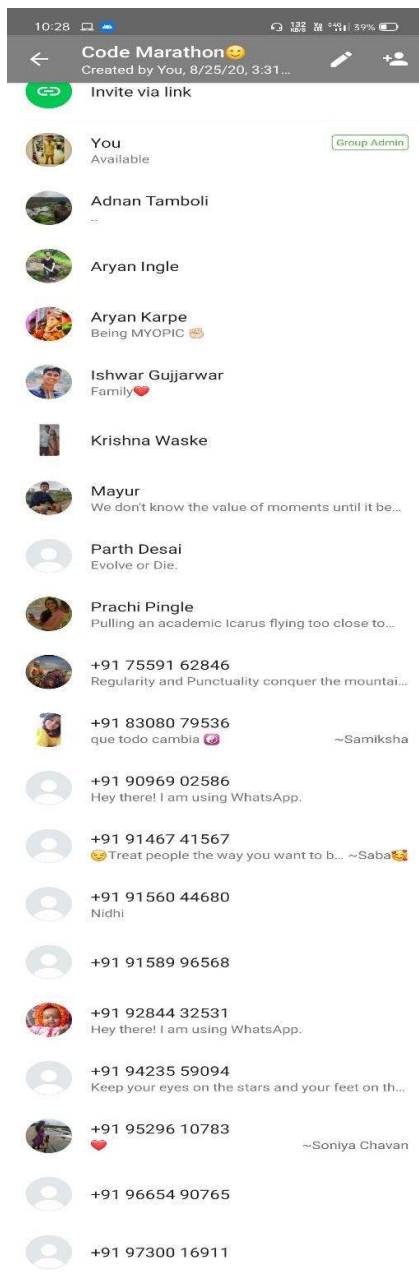 10:28 132 KB/S 39%
Code Marathon😊
Created by You, 8/25/20, 3:31...
Invite via link
You Group Admin
Available
Adnan Tamboli
..
Aryan Ingle
Aryan Karpe
Being MYOPIC ✊🏻
Ishwar Gujjarwar
Family❤️
Krishna Waske
Mayur
We don't know the value of moments until it be...
Parth Desai
Evolve or Die.
Prachi Pingle
Pulling an academic Icarus flying too close to...
+91 75591 62846
Regularity and Punctuality conquer the mountai...
+91 83080 79536
que todo cambia ☯️ ~Samiksha
+91 90969 02586
Hey there! I am using WhatsApp.
+91 91467 41567
😌Treat people the way you want to b... ~Saba🥰
+91 91560 44680
Nidhi
+91 91589 96568
+91 92844 32531
Hey there! I am using WhatsApp.
+91 94235 59094
Keep your eyes on the stars and your feet on th...
+91 95296 10783
❤️ ~Soniya Chavan
+91 96654 90765
+91 97300 16911